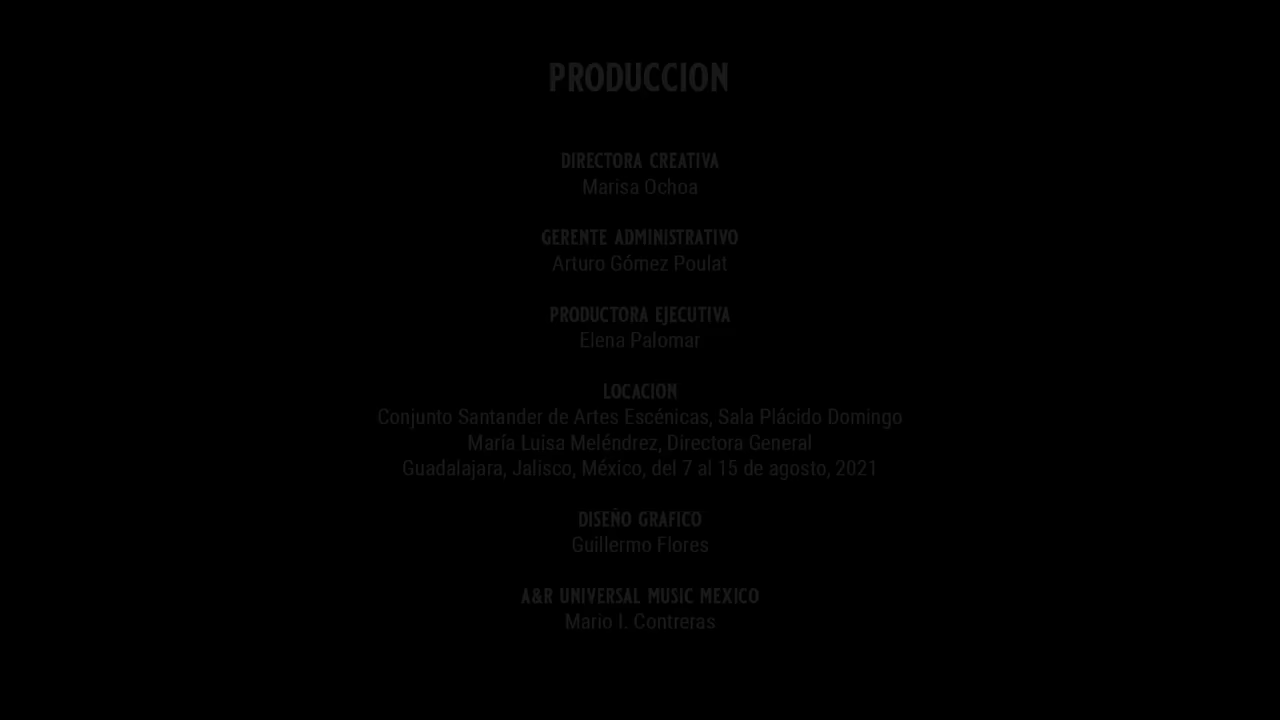 PRODUCCION
DIRECTORA CREATIVA
Marisa Ochoa
GERENTE ADMINISTRATIVO
Arturo Gómez Poulat
PRODUCTORA EJECUTIVA
Elena Palomar
LOCACION
Conjunto Santander de Artes Escénicas, Sala Plácido Domingo
María Luisa Meléndrez, Directora General
Guadalajara, Jalisco, México, del 7 al 15 de agosto, 2021
DISEÑO GRAFICO
Guillermo Flores
A&R UNIVERSAL MUSIC MEXICO
Mario I. Contreras